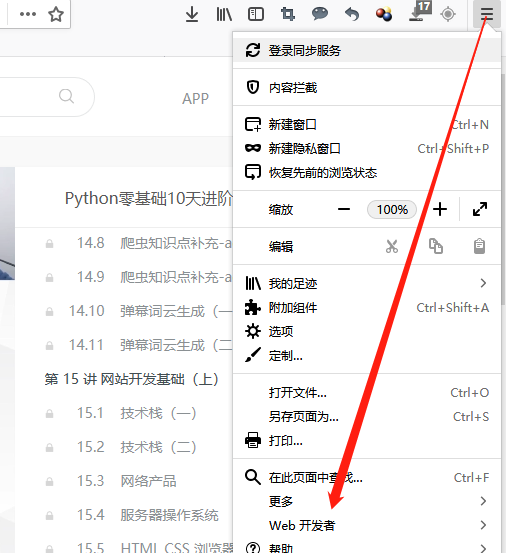 17
登录同步服务
内容拦截
APP
新建窗口 Ctrl+N
新建隐私窗口 Ctrl+Shift+P
恢复先前的浏览状态
Python零基础10天进阶
缩放 100%
14.8 爬虫知识点补充-a
编辑
14.9 爬虫知识点补充-a
我的足迹
14.10 弹幕词云生成（一
附加组件 Ctrl+Shift+A
选项
14.11 弹幕词云生成（二
定制...
第 15 讲 网站开发基础（上）
打开文件... Ctrl+O
15.1 技术栈（一）
另存页面为... Ctrl+S
打印...
15.2 技术栈（二）
在此页面中查找... Ctrl+F
15.3 网络产品
更多
15.4 服务器操作系统
Web 开发者
15.5 HTML CSS 浏览器
帮助